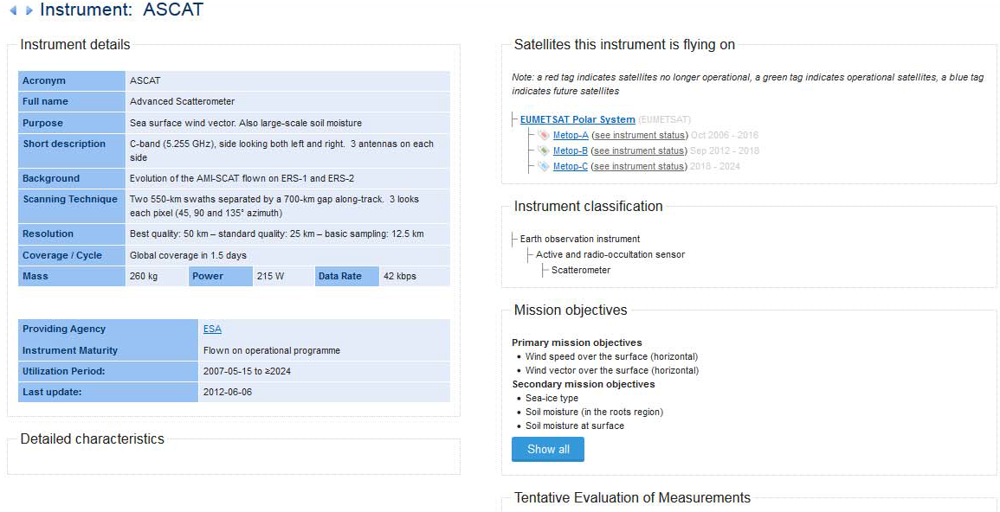 Instrument: ASCAT
Instrument details
Acronym ASCAT
Full name Advanced Scatterometer
Purpose Sea surface wind vector. Also large-scale soil moisture
Short description C-band (5.255 GHz), side looking both left and right. 3 antennas on each
side
Background Evolution of the AMI-SCAT flown on ERS-1 and ERS-2
Scanning Technique Two 550-km swaths separated by a 700-km gap along-track. 3 looks
each pixel (45, 90 and 135° azimuth)
Resolution Best quality: 50 km – standard quality: 25 km – basic sampling: 12.5 km
Coverage / Cycle Global coverage in 1.5 days
Mass 260 kg Power 215 W Data Rate 42 kbps
Providing Agency ESA
Instrument Maturity Flown on operational programme
Utilization Period: 2007-05-15 to ≥2024
Last update: 2012-06-06
Detailed characteristics
Satellites this instrument is flying on
Note: a red tag indicates satellites no longer operational, a green tag indicates operational satellites, a blue tag
indicates future satellites
EUMETSAT Polar System (EUMETSAT)
Metop-A (see instrument status) Oct 2006 - 2016
Metop-B (see instrument status) Sep 2012 - 2018
Metop-C (see instrument status) 2018 - 2024
Instrument classification
Earth observation instrument
Active and radio-occultation sensor
Scatterometer
Mission objectives
Primary mission objectives
• Wind speed over the surface (horizontal)
• Wind vector over the surface (horizontal)
Secondary mission objectives
• Sea-ice type
• Soil moisture (in the roots region)
• Soil moisture at surface
Show all
Tentative Evaluation of Measurements